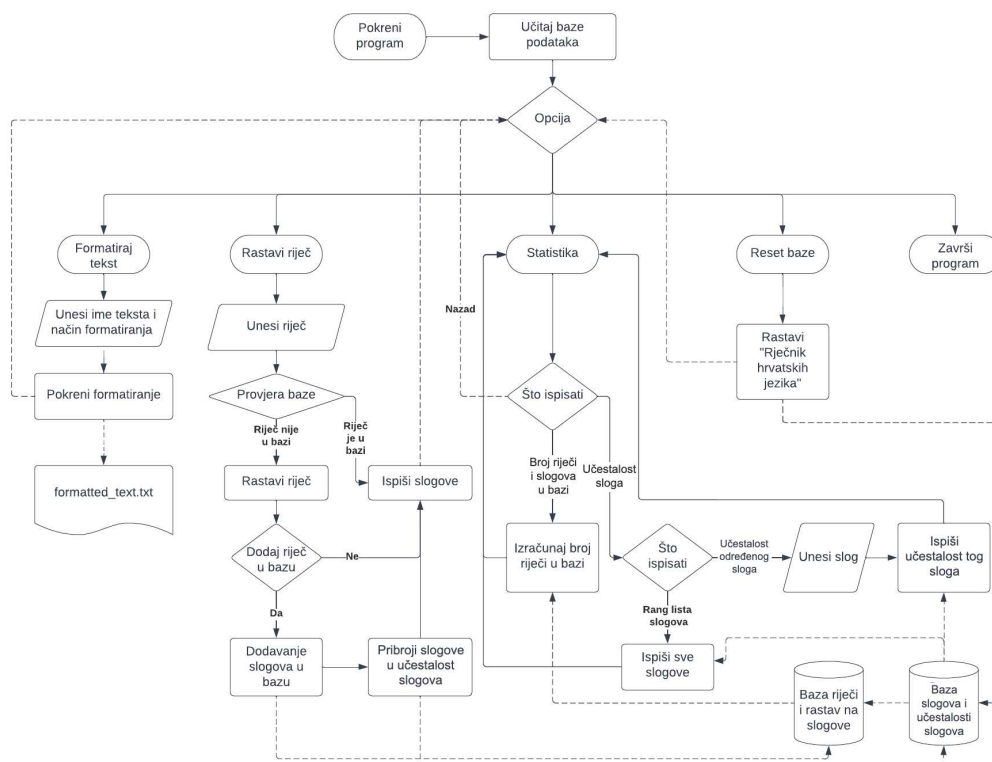 Pokreni
program
Učitaj baze
podataka
Opcija
Formatiraj
tekst
Rastavi riječ
Statistika
Reset baze
Završi
program
Unesi ime teksta i
način formatiranja
Unesi riječ
Nazad
Rastavi
"Rječnik
hrvatskih
jezika"
Pokreni formatiranje
Provjera baze
Što ispisati
Riječ nije
u bazi
Riječ
je u
bazi
Broj riječi
i slogova
u bazi
Učestalost
sloga
formatted_text.txt
Rastavi riječ
Ispiši slogove
Dodaj riječ
u bazu
Ne
Izračunaj broj
riječi u bazi
Što
ispisati
Učestalost
određenog
sloga
Unesi slog
Ispiši
učestalost tog
sloga
Da
Rang lista
slogova
Dodavanje
slogova u
bazu
Pribroji slogove
u učestalost
slogova
Ispiši sve
slogove
Baza riječi
i rastav na
slogove
Baza
slogova i
učestalosti
slogova